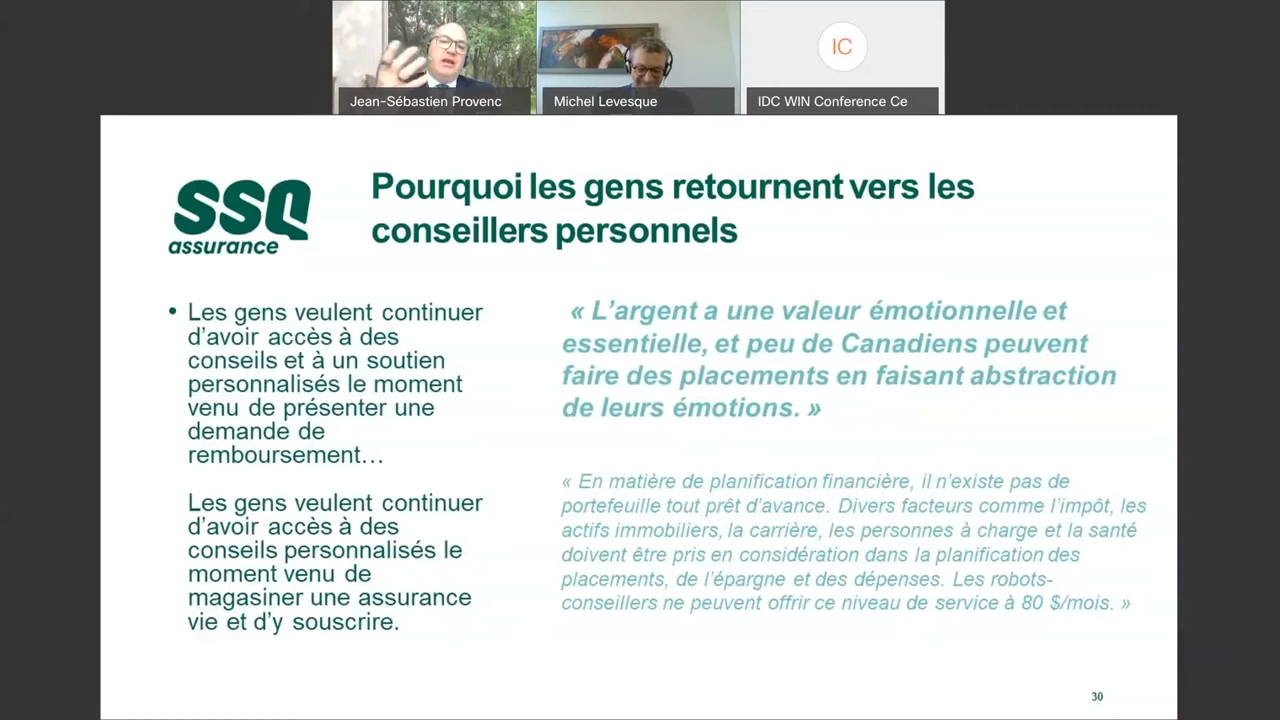 Jean-Sébastien Provenc
Michel Levesque
IC
IDC WIN Conference Ce
SSQ
assurance
Pourquoi les gens retournent vers les
conseillers personnels
• Les gens veulent continuer
d'avoir accès à des
conseils et à un soutien
personnalisés le moment
venu de présenter une
demande de
remboursement…
Les gens veulent continuer
d'avoir accès à des
conseils personnalisés le
moment venu de
magasiner une assurance
vie et d'y souscrire.
« L'argent a une valeur émotionnelle et
essentielle, et peu de Canadiens peuvent
faire des placements en faisant abstraction
de leurs émotions. »
« En matière de planification financière, il n'existe pas de
portefeuille tout prêt d'avance. Divers facteurs comme l'impôt, les
actifs immobiliers, la carrière, les personnes à charge et la santé
doivent être pris en considération dans la planification des
placements, de l'épargne et des dépenses. Les robots-
conseillers ne peuvent offrir ce niveau de service à 80 $/mois. »
30